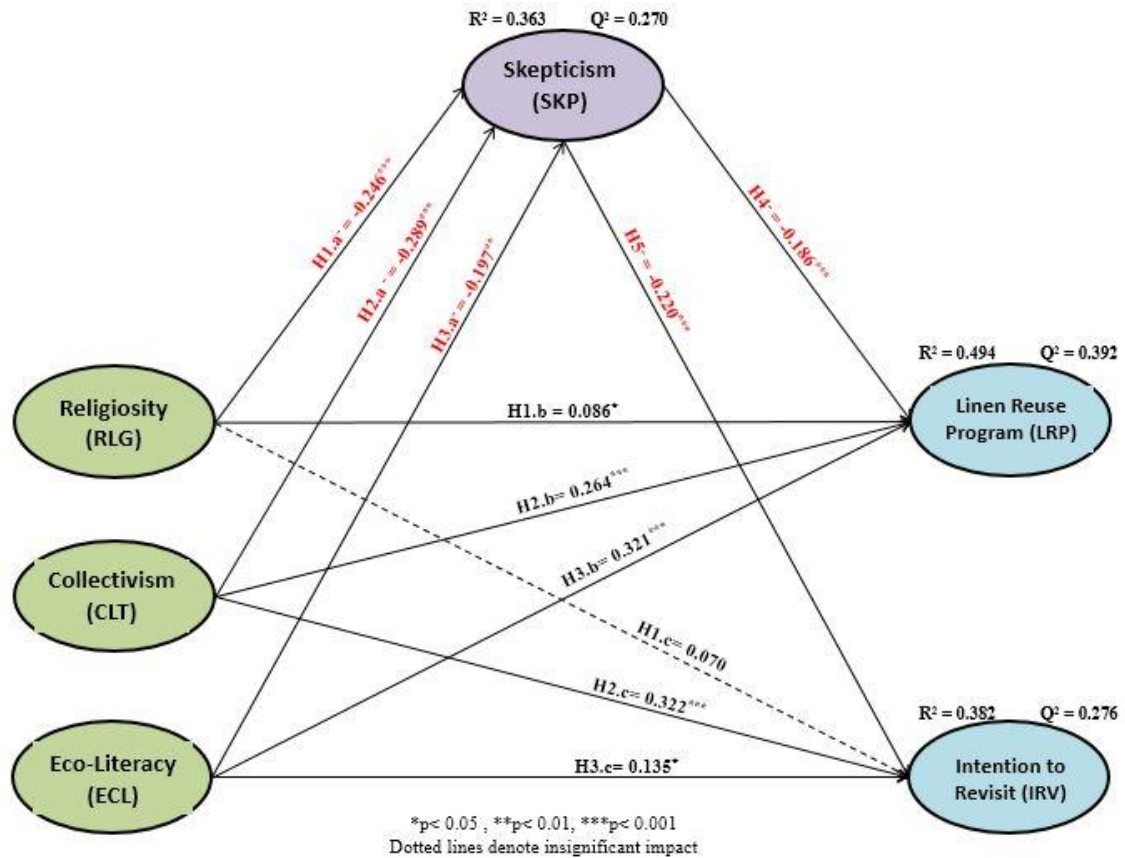 R² = 0.363 Q² = 0.270
Skepticism
(SKP)
H1.a⁻ = -0.246***
H2.a⁻ = -0.289***
H3.a⁻ = -0.197**
H5⁻ = -0.220***
H4⁻ = -0.186***
R² = 0.494 Q² = 0.392
Religiosity
(RLG)
H1.b = 0.086*
Linen Reuse
Program (LRP)
H2.b= 0.264***
H3.b= 0.321***
Collectivism
(CLT)
H1.c= 0.070
H2.c= 0.322***
R² = 0.382 Q² = 0.276
Eco-Literacy
(ECL)
H3.c= 0.135*
Intention to
Revisit (IRV)
*p< 0.05 , **p< 0.01, ***p< 0.001
Dotted lines denote insignificant impact